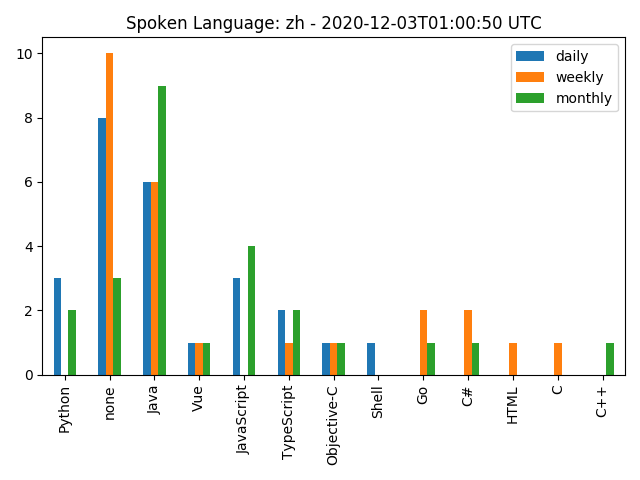 Spoken Language: zh - 2020-12-03T01:00:50 UTC
daily
weekly
monthly
10
8
6
4
2
0
Python
none
Java
Vue
JavaScript
TypeScript
Objective-C
Shell
Go
C#
HTML
C
C++